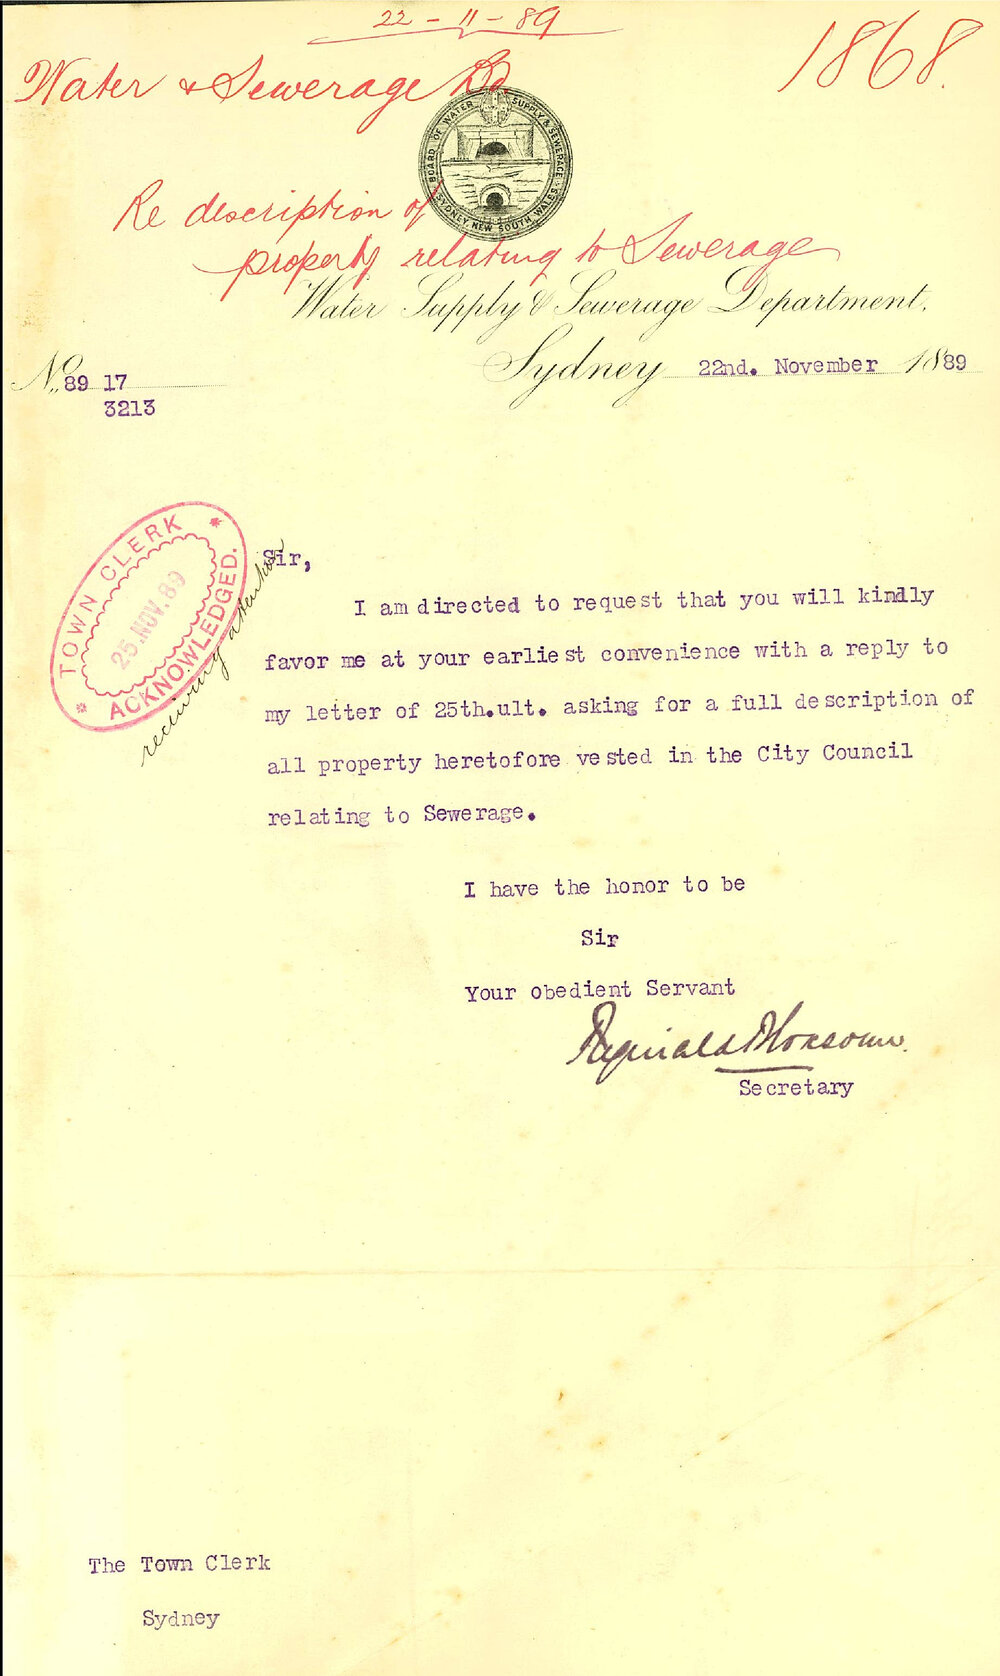 22-11-89
1868.
Water & Sewerage Bd.
BOARD OF WATER SUPPLY & SEWERAGE
SYDNEY, NEW SOUTH WALES
Re description of
property relating to Sewerage
Water Supply & Sewerage Department,
Sydney 22nd. November 1889
No. 89 17
3213
TOWN CLERK
25.NOV.89
ACKNOWLEDGED.
receiving attention
Sir,
I am directed to request that you will kindly
favor me at your earliest convenience with a reply to
my letter of 25th.ult. asking for a full description of
all property heretofore vested in the City Council
relating to Sewerage.
I have the honor to be
Sir
Your obedient Servant
Reginald
Secretary
The Town Clerk
Sydney